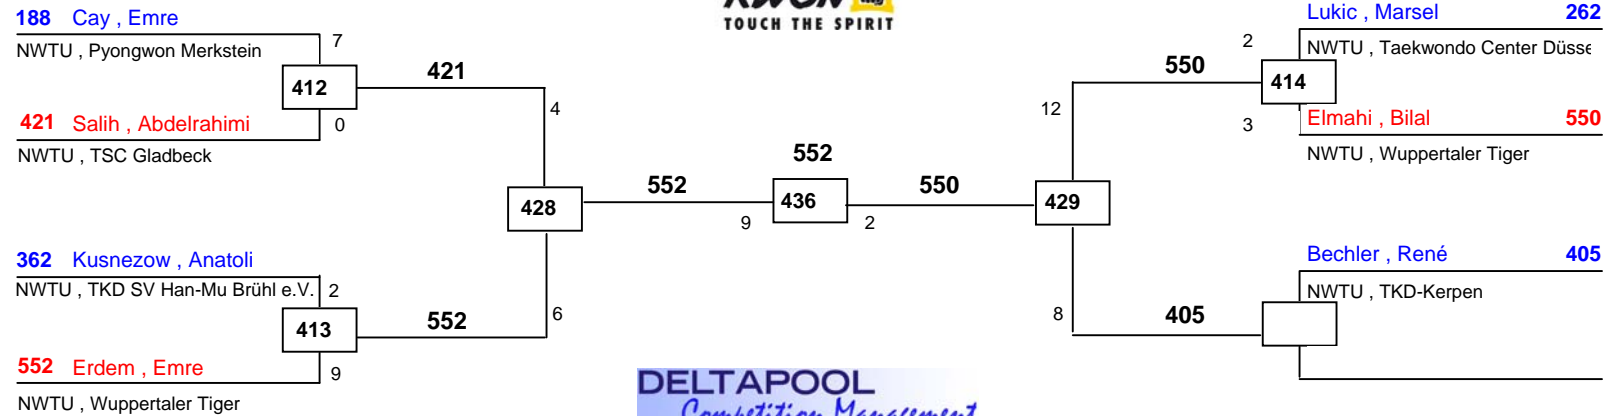 KWON
TOUCH THE SPIRIT
188 Cay , Emre
NWTU , Pyongwon Merkstein
7
412
421
421 Salih , Abdelrahimi
0
NWTU , TSC Gladbeck
4
428
552
362 Kusnezow , Anatoli
NWTU , TKD SV Han-Mu Brühl e.V.
2
413
552
6
552 Erdem , Emre
9
NWTU , Wuppertaler Tiger
552
436
9
2
550
Lukic , Marsel 262
NWTU , Taekwondo Center Düsse
2
550
414
12
3
Elmahi , Bilal 550
NWTU , Wuppertaler Tiger
429
Bechler , René 405
NWTU , TKD-Kerpen
8
405
DELTAPOOL
Competition Management